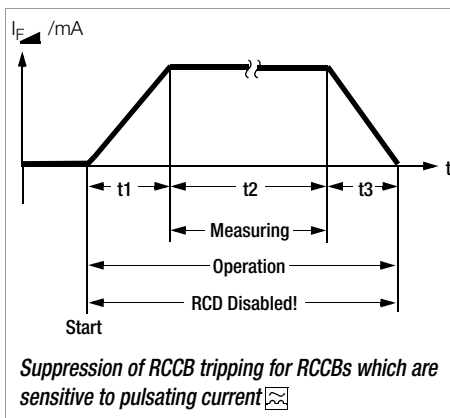 IF /mA
t
t1 t2 t3
Measuring
Operation
RCD Disabled!
Start
Suppression of RCCB tripping for RCCBs which are
sensitive to pulsating current